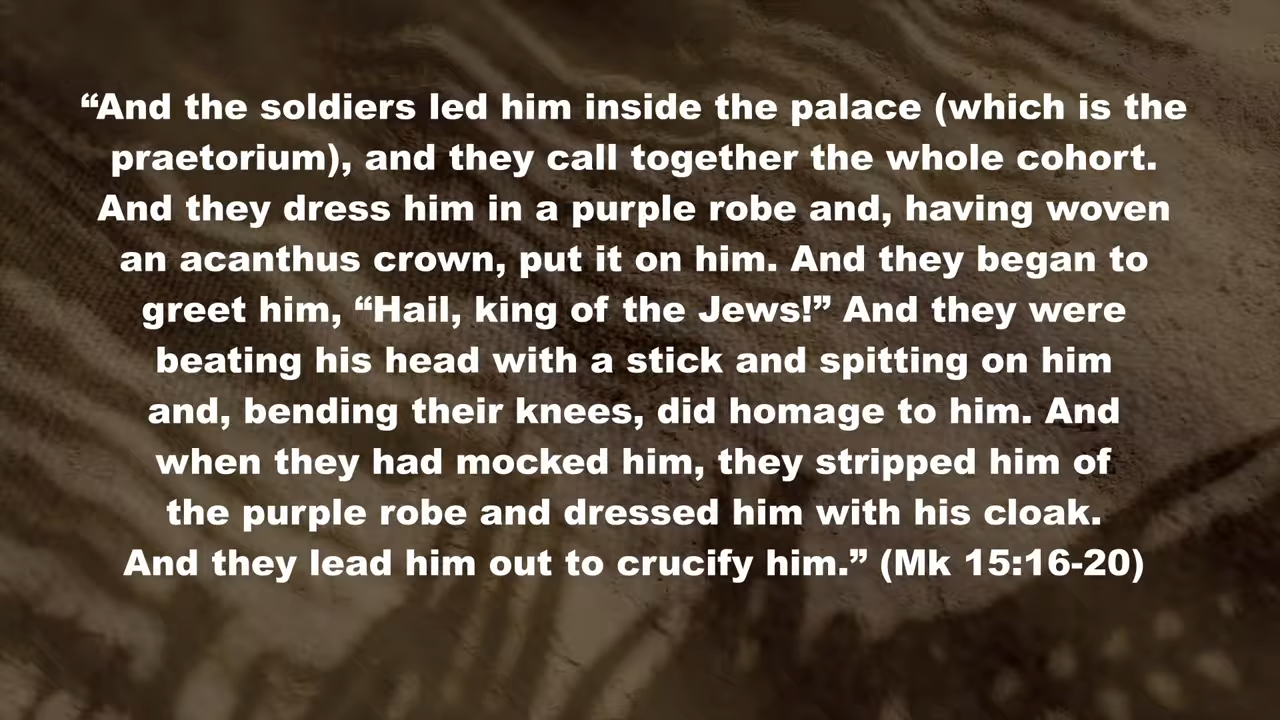 “And the soldiers led him inside the palace (which is the
praetorium), and they call together the whole cohort.
And they dress him in a purple robe and, having woven
an acanthus crown, put it on him. And they began to
greet him, “Hail, king of the Jews!” And they were
beating his head with a stick and spitting on him
and, bending their knees, did homage to him. And
when they had mocked him, they stripped him of
the purple robe and dressed him with his cloak.
And they lead him out to crucify him.” (Mk 15:16-20)